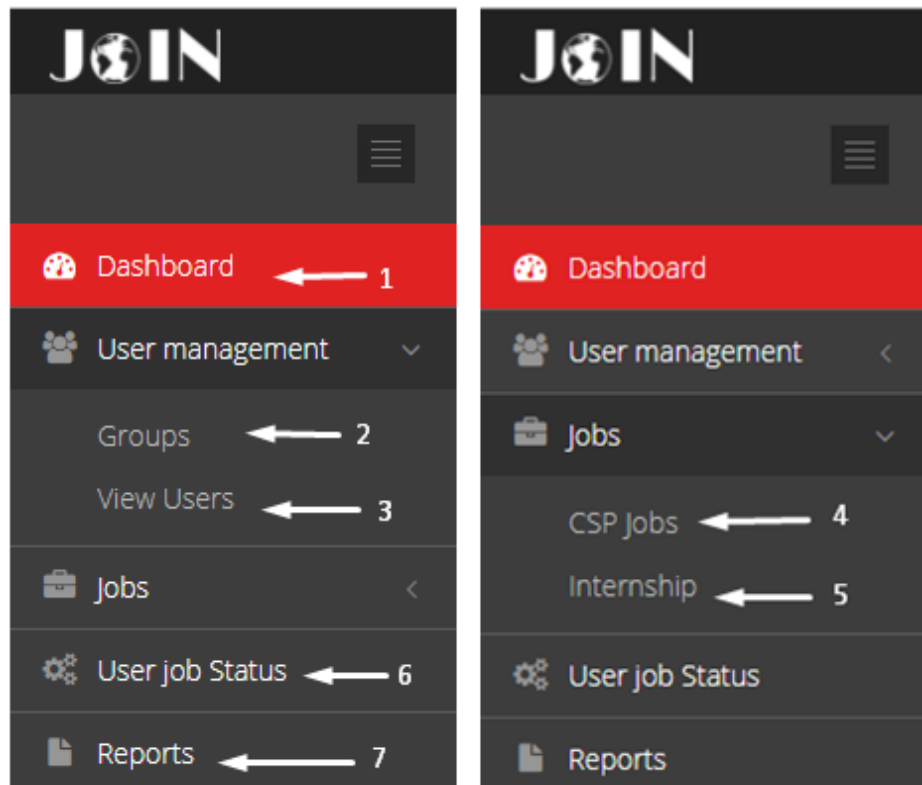 JOIN
Dashboard
1
User management
Groups
2
View Users
3
Jobs
User job Status
6
Reports
7
JOIN
Dashboard
User management
Jobs
CSP Jobs
4
Internship
5
User job Status
Reports